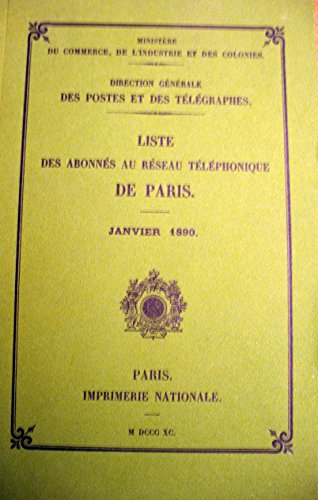 MINISTÈRE
DU COMMERCE, DE L'INDUSTRIE ET DES COLONIES.
DIRECTION GÉNÉRALE
DES POSTES ET DES TÉLÉGRAPHES.
LISTE
DES ABONNÉS AU RÉSEAU TÉLÉPHONIQUE
DE PARIS.
JANVIER 1890.
PARIS.
IMPRIMERIE NATIONALE.
M DCCC XC.